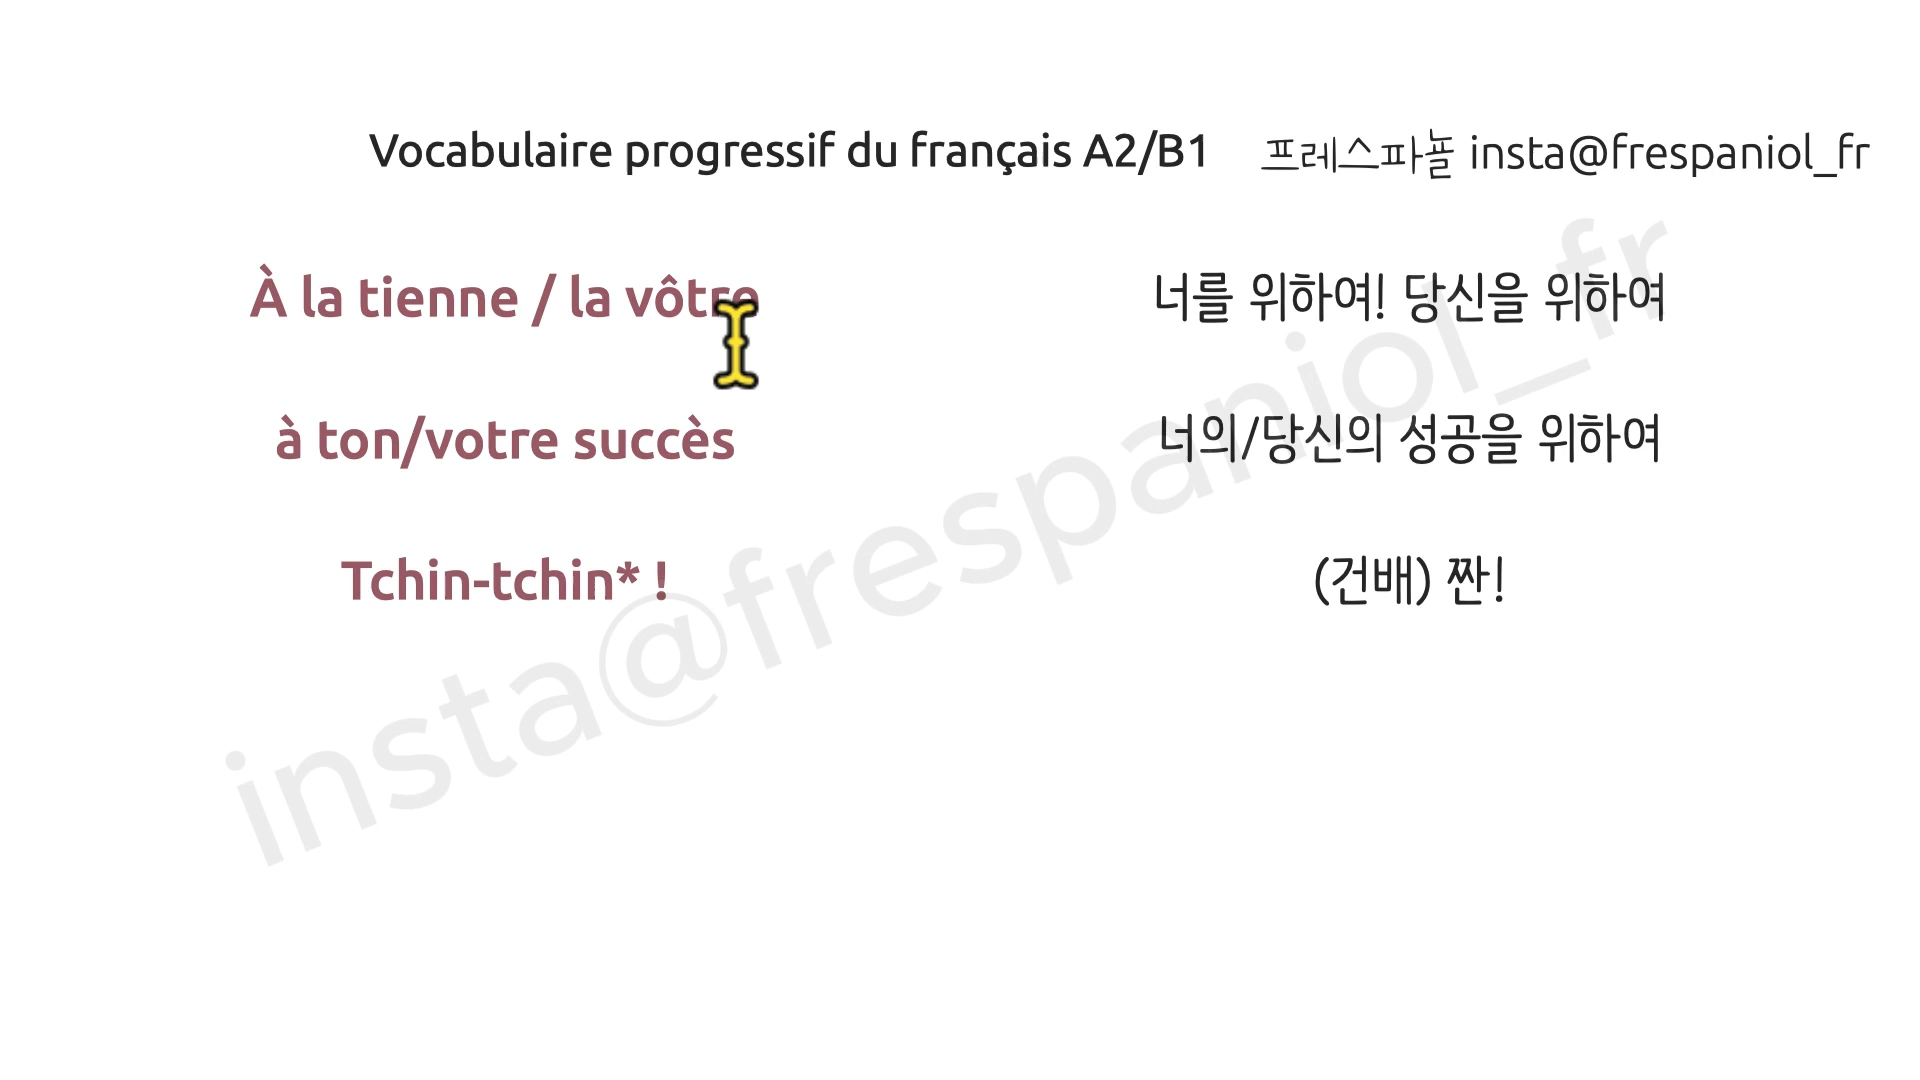 Vocabulaire progressif du français A2/B1 프레스파뇰 insta@frespaniol_fr
À la tienne / la vôtre 너를 위하여! 당신을 위하여
à ton/votre succès 너의/당신의 성공을 위하여
Tchin-tchin* ! (건배) 짠!
insta@frespaniol_fr